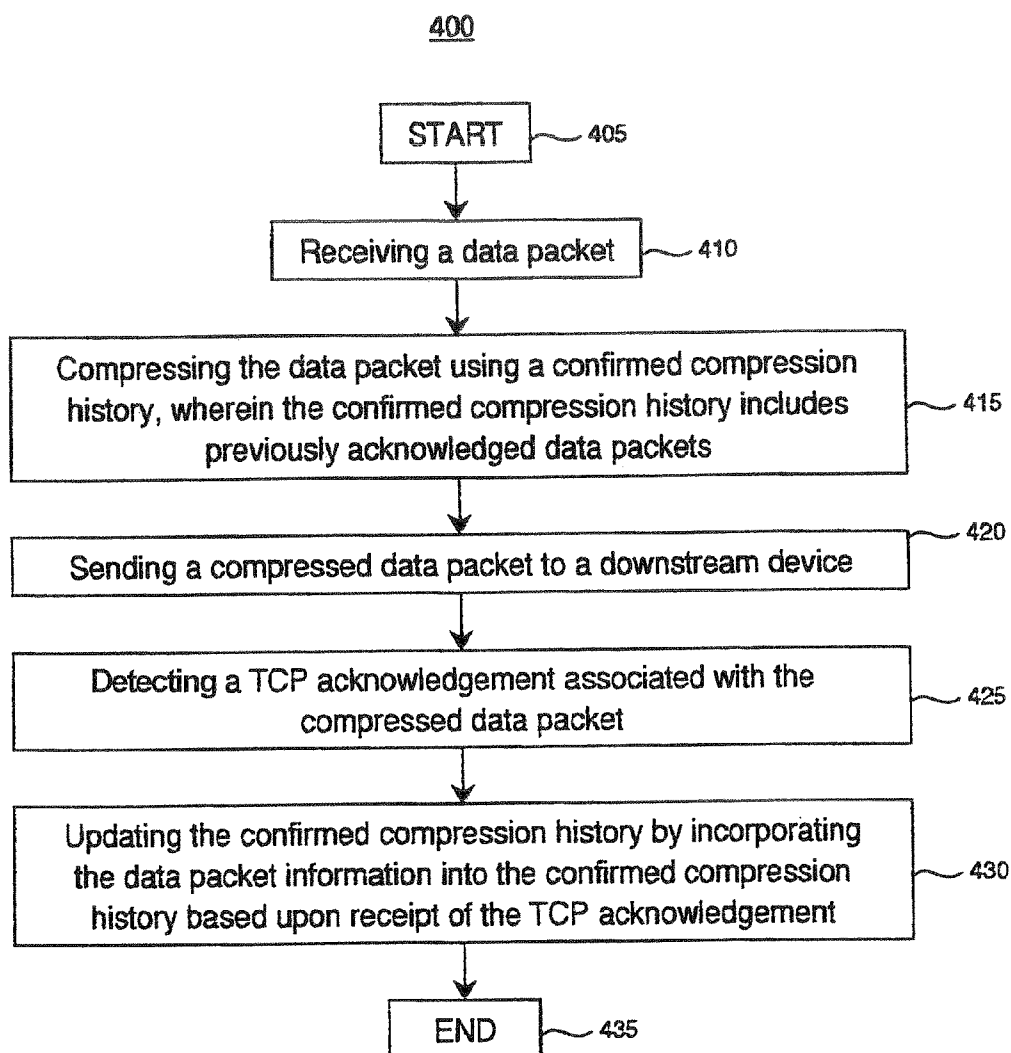 400
START
405
Receiving a data packet
410
Compressing the data packet using a confirmed compression
history, wherein the confirmed compression history includes
previously acknowledged data packets
415
420
Sending a compressed data packet to a downstream device
Detecting a TCP acknowledgement associated with the
compressed data packet
425
Updating the confirmed compression history by incorporating
the data packet information into the confirmed compression
history based upon receipt of the TCP acknowledgement
430
END
435